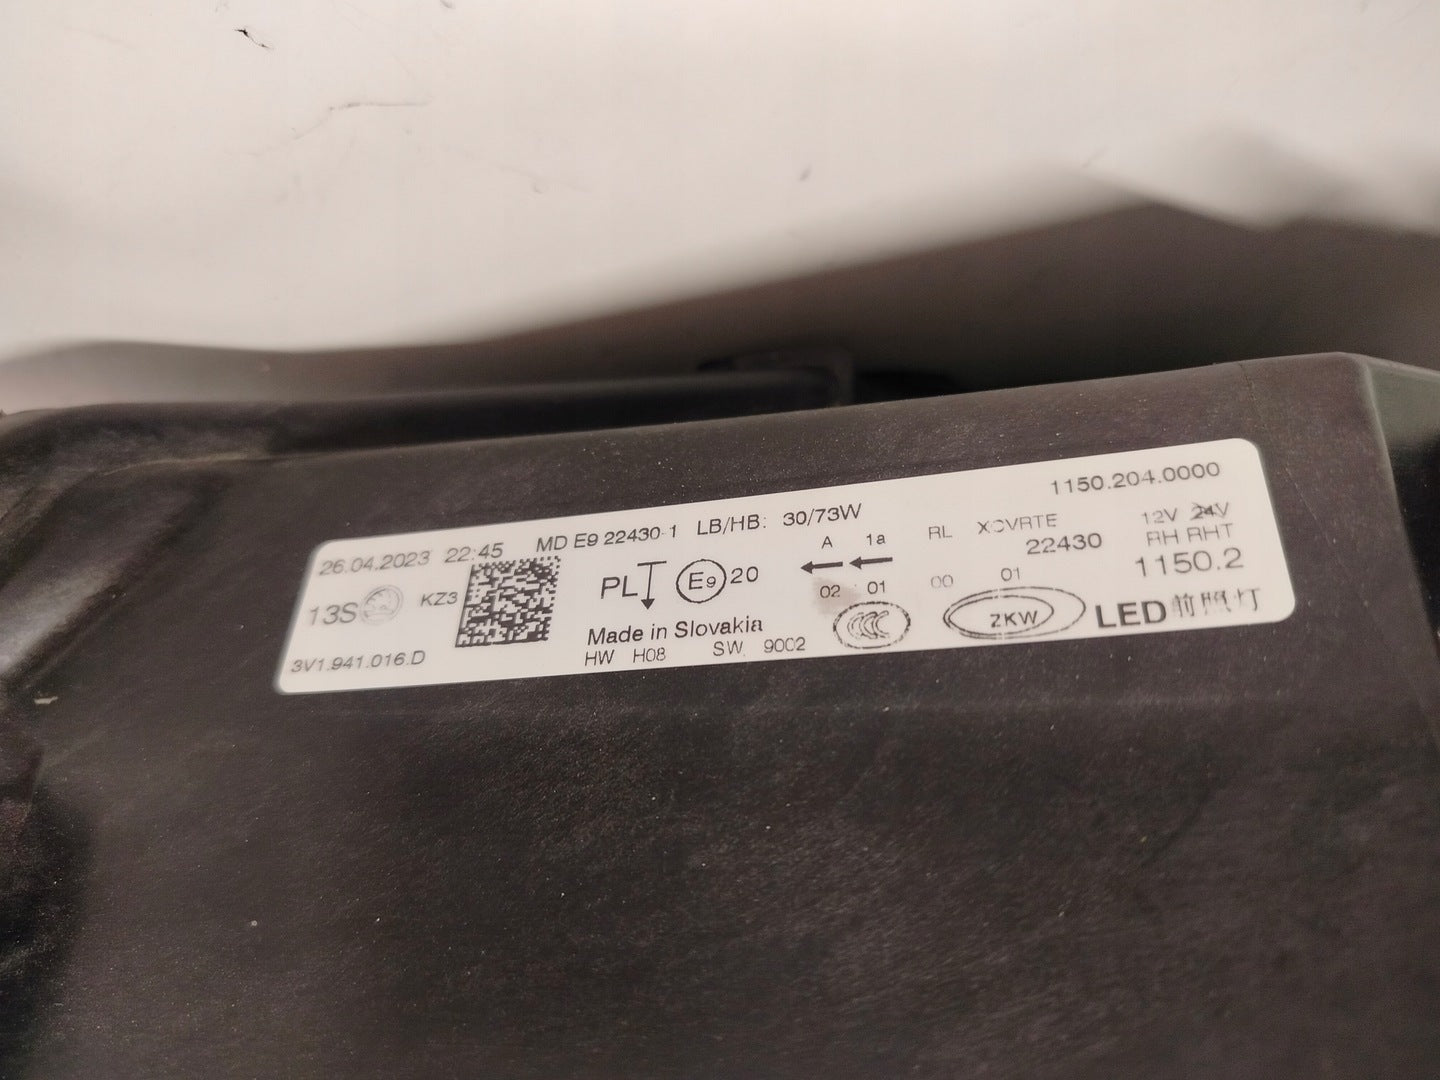 1150.204.0000
26.04.2023 22:45 MD E9 22430-1 LB/HB: 30/73W
A 1a RL XCVRTE 12V 24V
13S KZ3 PL E9 20 22430 RH RHT
02 01 00 01 1150.2
Made in Slovakia ZKW LED前照灯
3V1.941.016.D HW H08 SW 9002